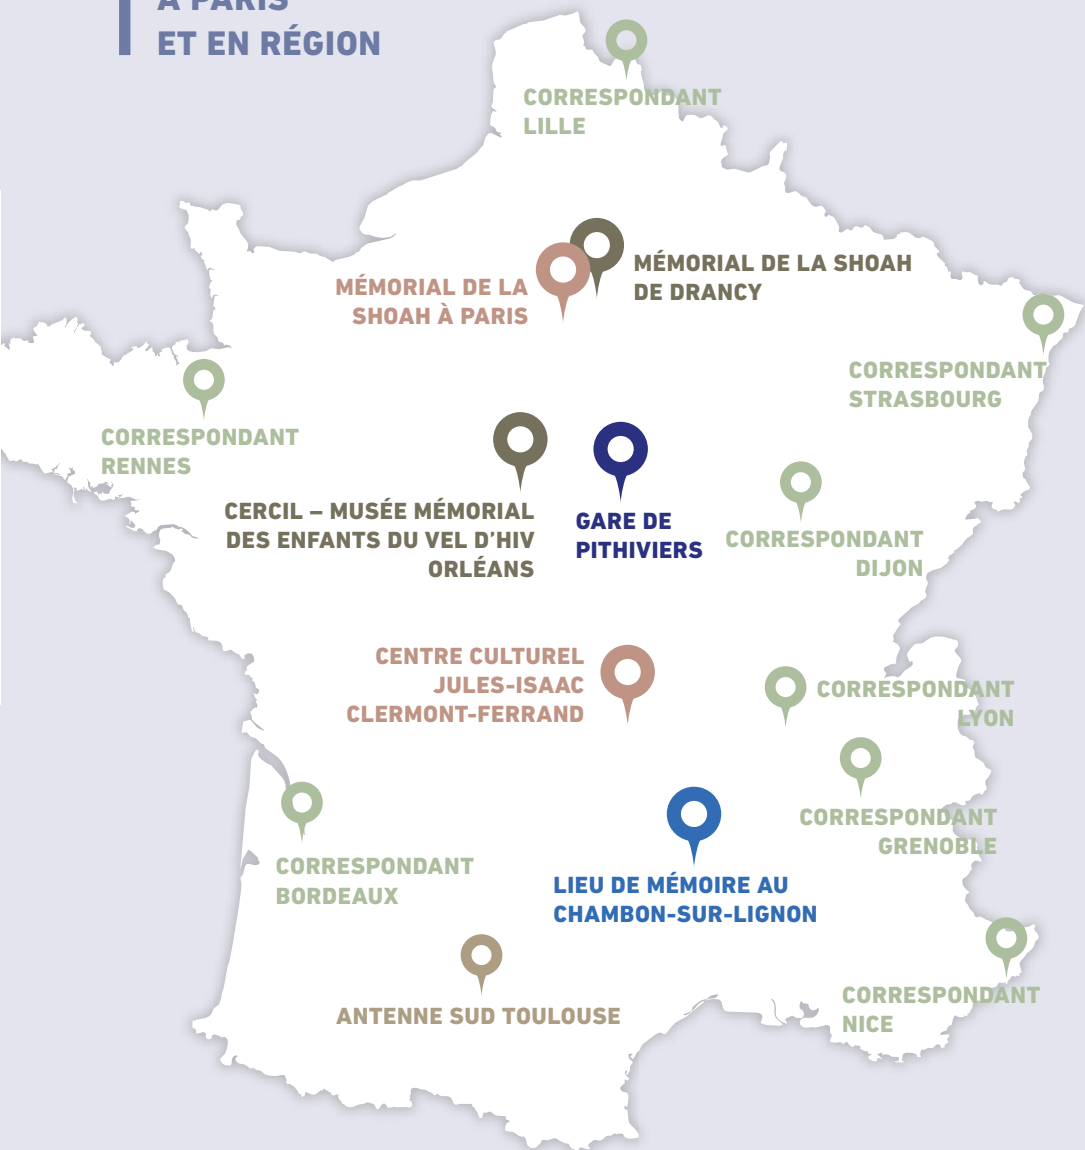 À PARIS
ET EN RÉGION
CORRESPONDANT
LILLE
MÉMORIAL DE LA SHOAH
DE DRANCY
MÉMORIAL DE LA
SHOAH À PARIS
CORRESPONDANT
STRASBOURG
CORRESPONDANT
RENNES
CERCIL – MUSÉE MÉMORIAL
DES ENFANTS DU VEL D’HIV
ORLÉANS
GARE DE
PITHIVIERS
CORRESPONDANT
DIJON
CENTRE CULTUREL
JULES-ISAAC
CLERMONT-FERRAND
CORRESPONDANT
LYON
CORRESPONDANT
GRENOBLE
CORRESPONDANT
BORDEAUX
LIEU DE MÉMOIRE AU
CHAMBON-SUR-LIGNON
ANTENNE SUD TOULOUSE
CORRESPONDANT
NICE